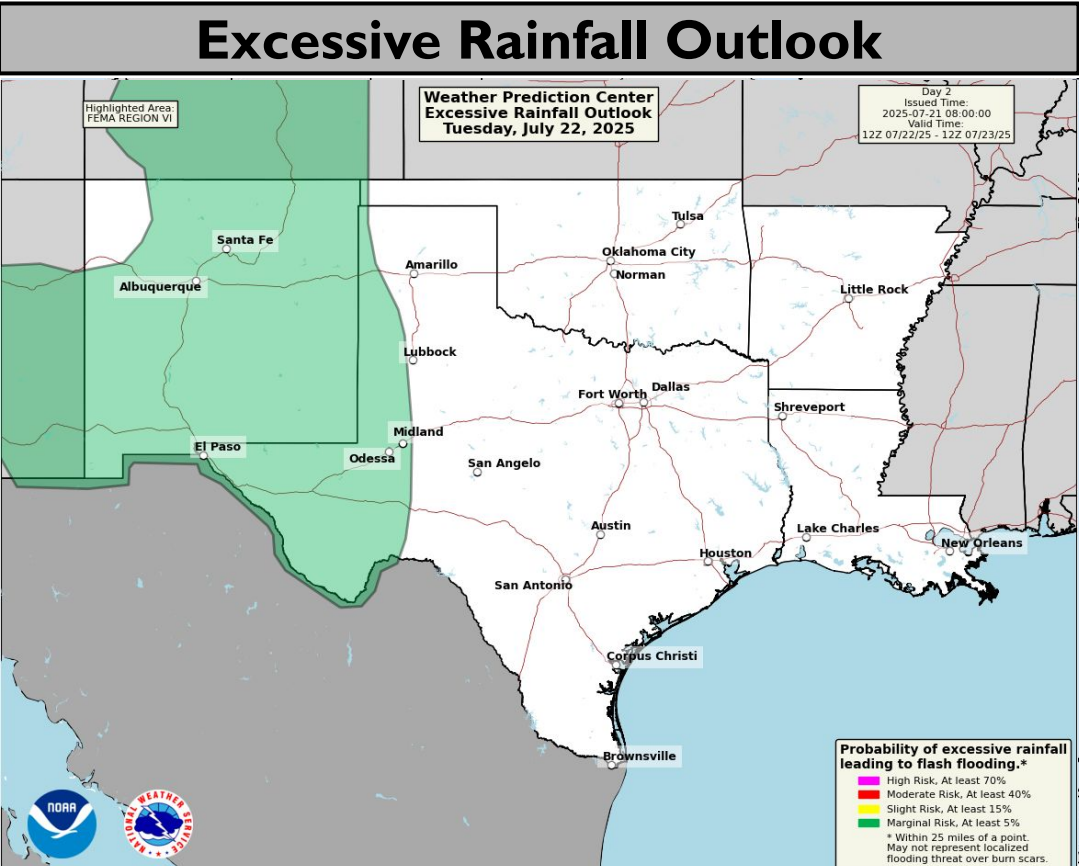 Excessive Rainfall Outlook
Highlighted Area:
FEMA REGION VI
Weather Prediction Center
Excessive Rainfall Outlook
Tuesday, July 22, 2025
Day 2
Issued Time:
2025-07-21 08:00:00
Valid Time:
12Z 07/22/25 - 12Z 07/23/25
Tulsa
Santa Fe
Oklahoma City
Amarillo
Norman
Albuquerque
Little Rock
Lubbock
Dallas
Fort Worth
Shreveport
Midland
El Paso
Odessa
San Angelo
Austin
Lake Charles
New Orleans
Houston
San Antonio
Corpus Christi
Brownsville
Probability of excessive rainfall
leading to flash flooding.*
High Risk, At least 70%
Moderate Risk, At least 40%
Slight Risk, At least 15%
Marginal Risk, At least 5%
* Within 25 miles of a point.
May not represent localized
flooding threat over burn scars.
NOAA
NATIONAL WEATHER SERVICE